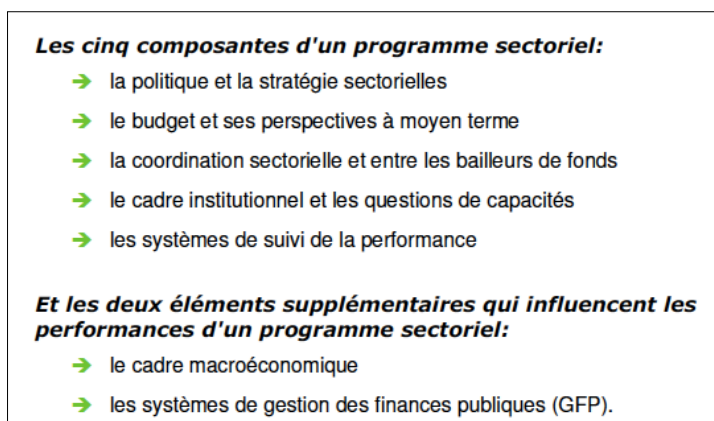 Les cinq composantes d'un programme sectoriel:
➔ la politique et la stratégie sectorielles
➔ le budget et ses perspectives à moyen terme
➔ la coordination sectorielle et entre les bailleurs de fonds
➔ le cadre institutionnel et les questions de capacités
➔ les systèmes de suivi de la performance
Et les deux éléments supplémentaires qui influencent les
performances d'un programme sectoriel:
➔ le cadre macroéconomique
➔ les systèmes de gestion des finances publiques (GFP).